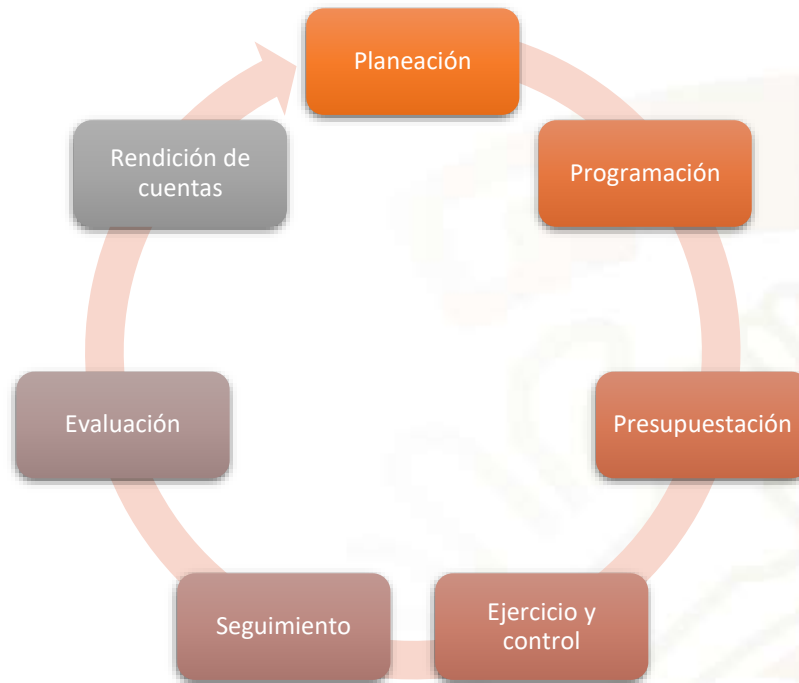 Planeación
Programación
Presupuestación
Ejercicio y
control
Seguimiento
Evaluación
Rendición de
cuentas